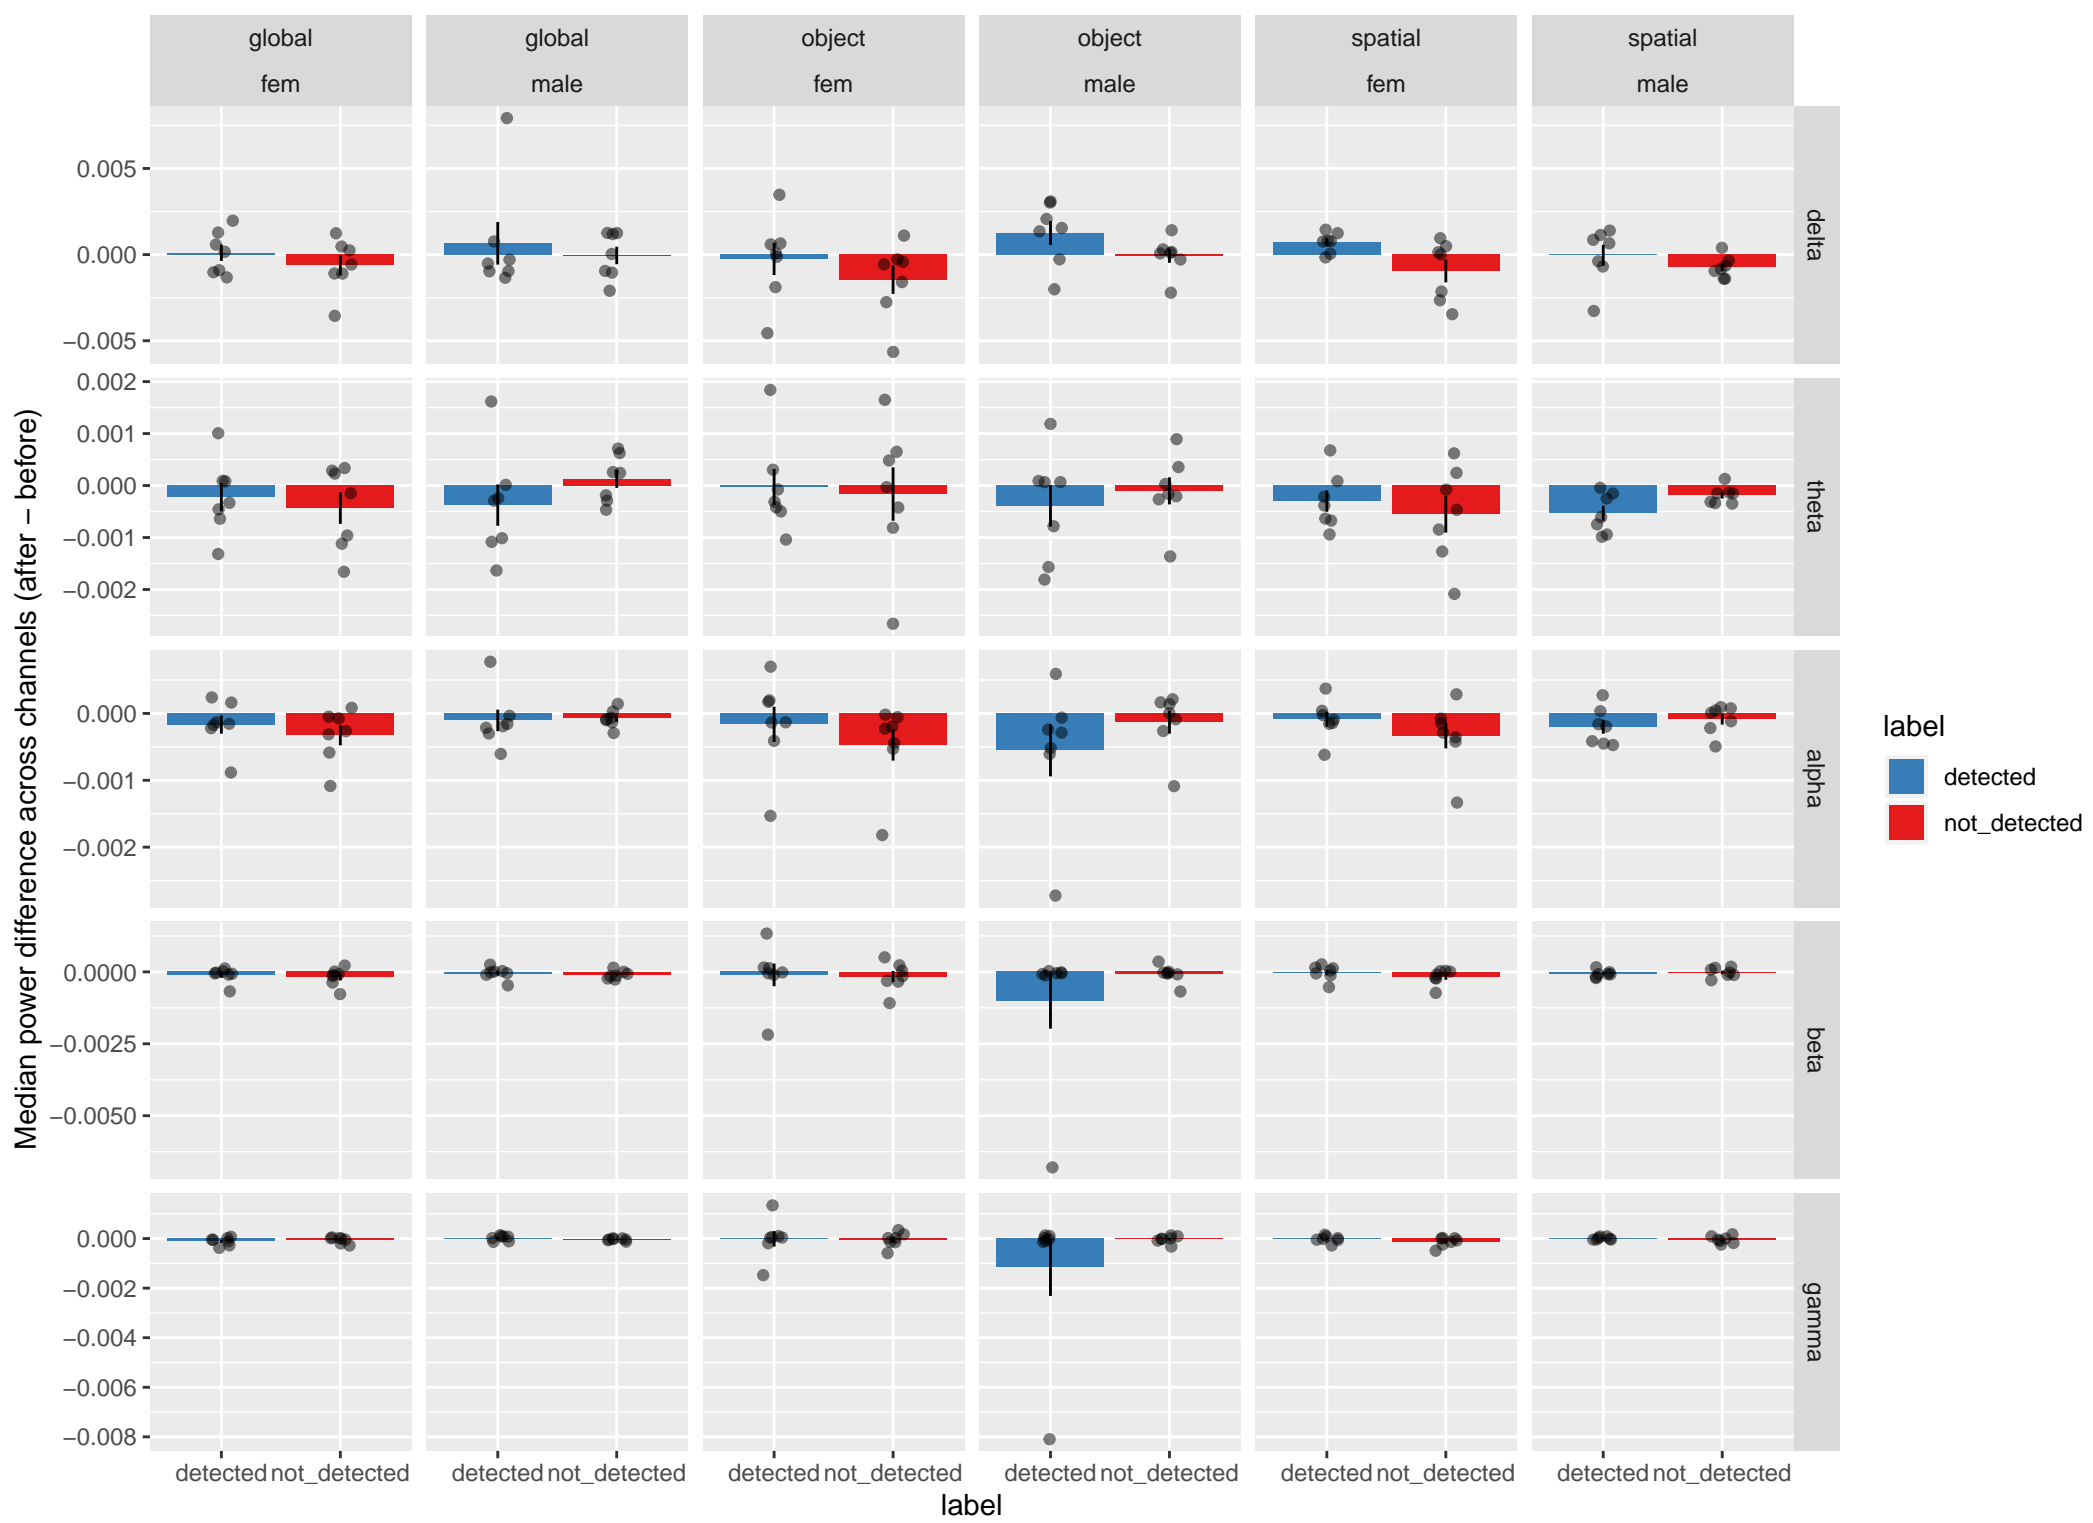 global global object object spatial spatial
fem male fem male fem male
0.005
0.000
−0.005
delta
0.002
0.001
0.000
−0.001
−0.002
theta
0.000
−0.001
−0.002
alpha
0.0000
−0.0025
−0.0050
beta
0.000
−0.002
−0.004
−0.006
−0.008
gamma
detected not_detected detected not_detected detected not_detected detected not_detected detected not_detected detected not_detected
label
Median power difference across channels (after − before)
label
detected
not_detected